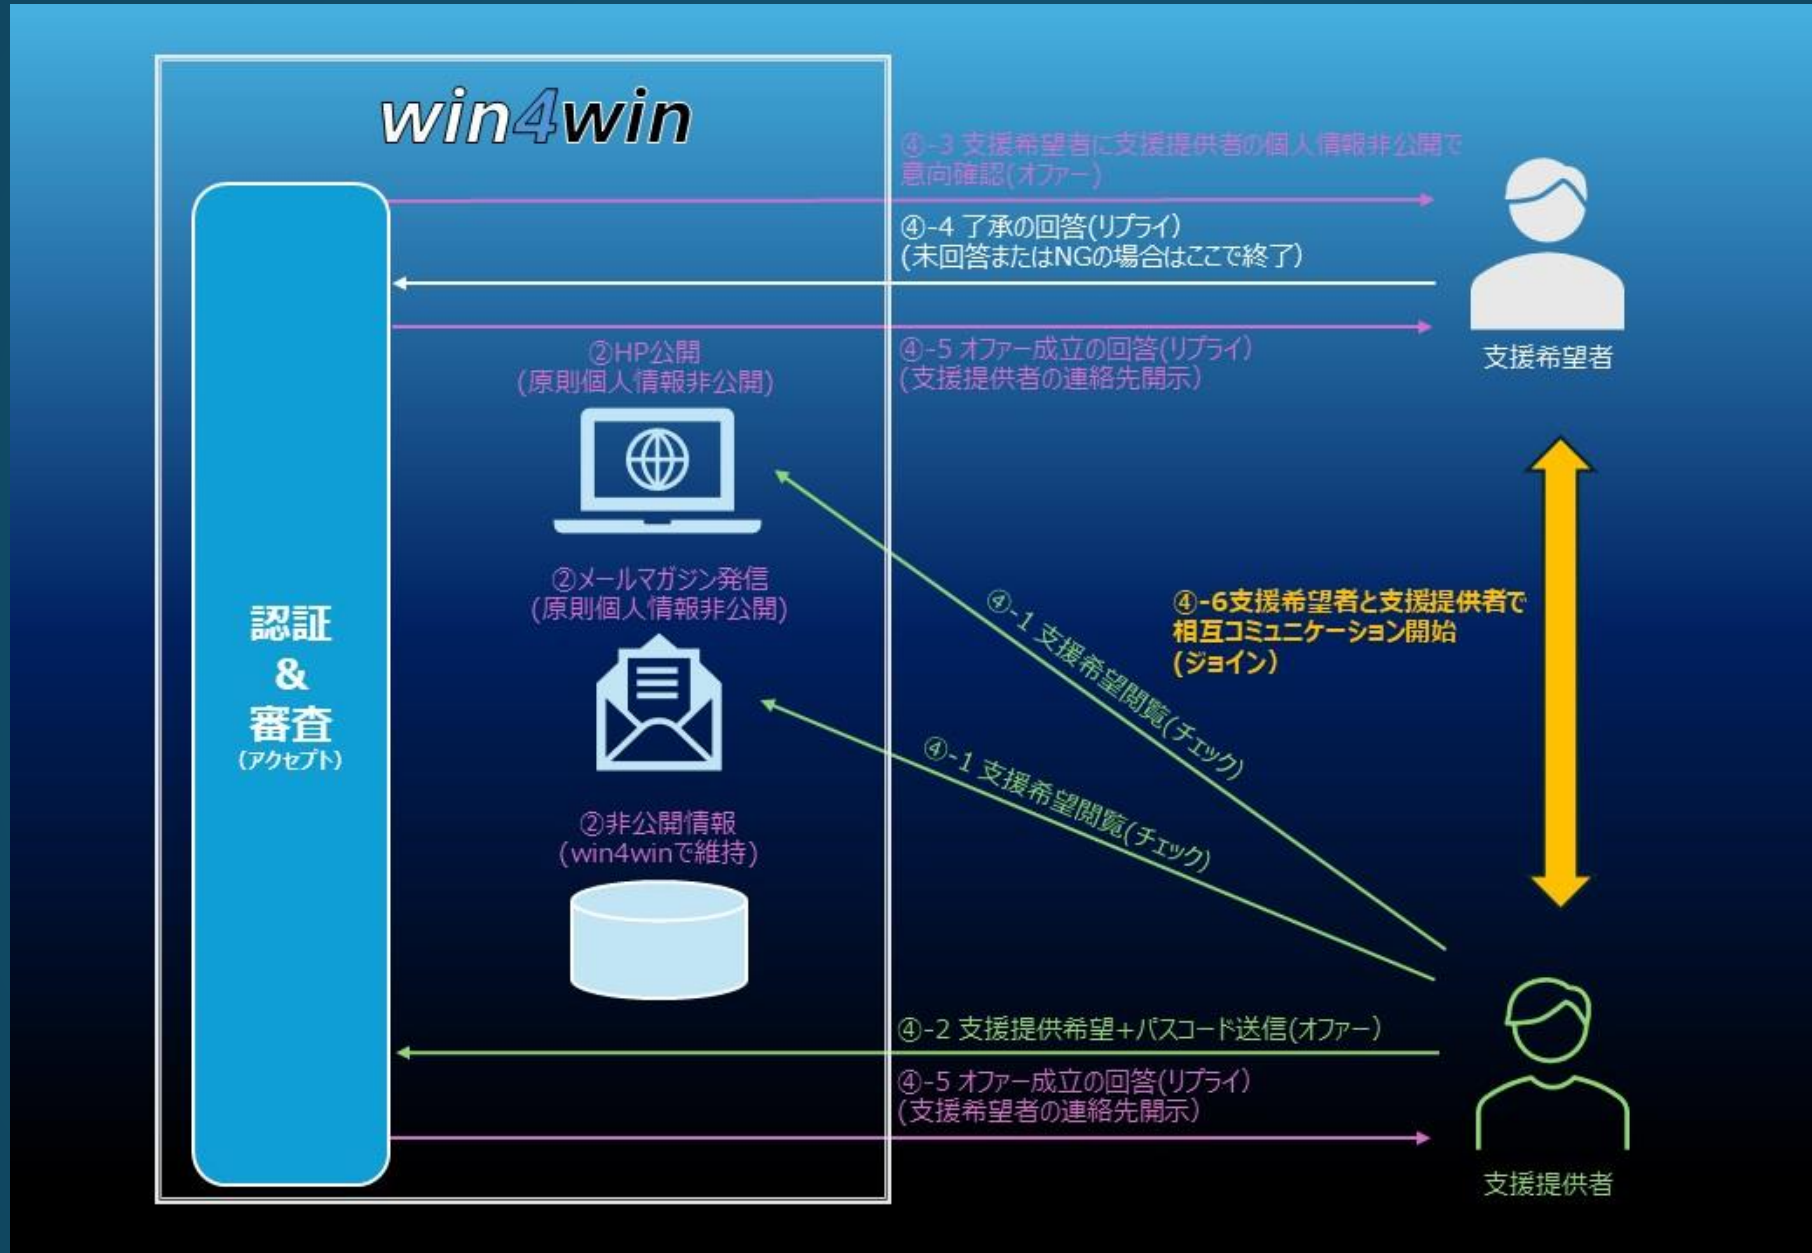 win4win
④-3 支援希望者に支援提供者の個人情報非公開で
意向確認(オファー)
④-4 了承の回答(リプライ)
(未回答またはNGの場合はここで終了)
④-5 オファー成立の回答(リプライ)
(支援提供者の連絡先開示)
支援希望者
②HP公開
(原則個人情報非公開)
②メールマガジン発信
(原則個人情報非公開)
認証
&
審査
(アクセプト)
④-1 支援希望閲覧(チェック)
④-1 支援希望閲覧(チェック)
④-6支援希望者と支援提供者で
相互コミュニケーション開始
(ジョイン)
②非公開情報
(win4winで維持)
④-2 支援提供希望+パスコード送信(オファー)
④-5 オファー成立の回答(リプライ)
(支援希望者の連絡先開示)
支援提供者